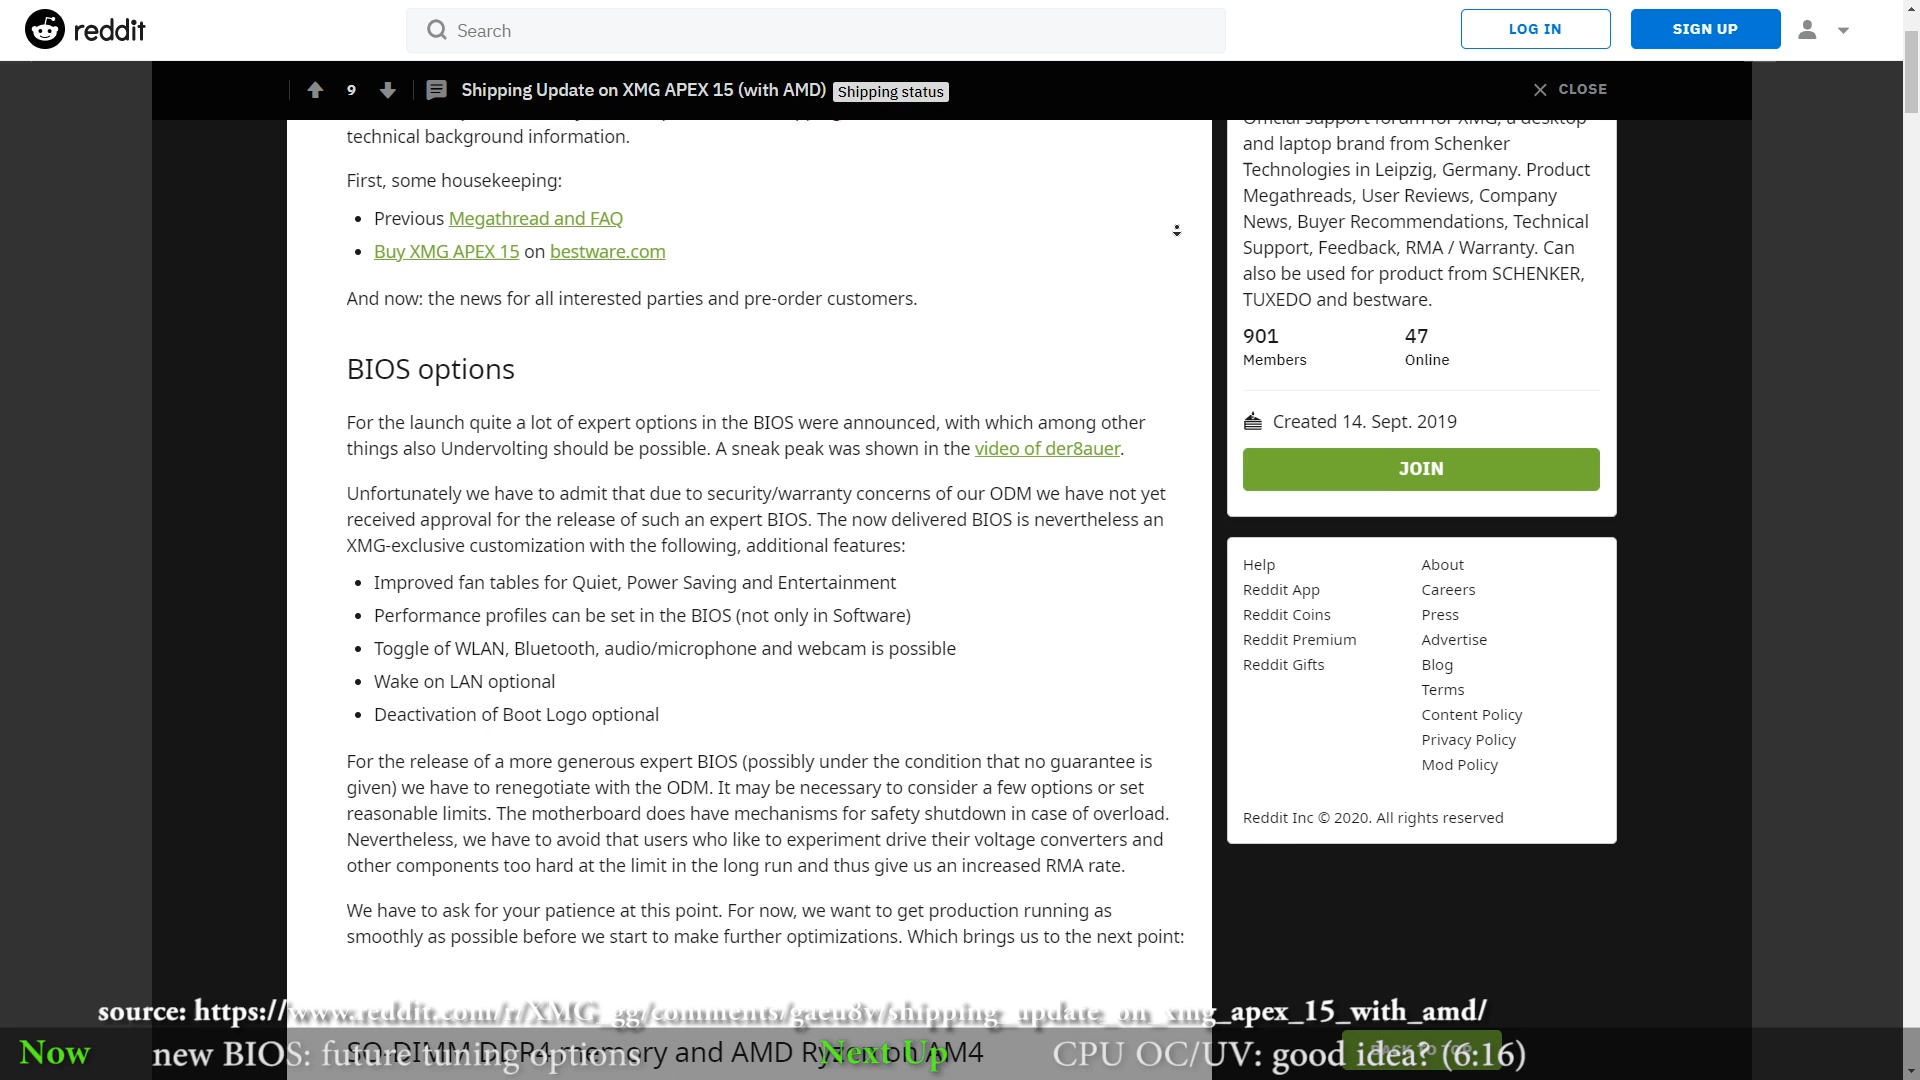 reddit
Search
LOG IN
SIGN UP
9
Shipping Update on XMG APEX 15 (with AMD)
Shipping status
CLOSE
technical background information.
First, some housekeeping:
• Previous Megathread and FAQ
• Buy XMG APEX 15 on bestware.com
And now: the news for all interested parties and pre-order customers.
BIOS options
For the launch quite a lot of expert options in the BIOS were announced, with which among other
things also Undervolting should be possible. A sneak peak was shown in the video of der8auer.
Unfortunately we have to admit that due to security/warranty concerns of our ODM we have not yet
received approval for the release of such an expert BIOS. The now delivered BIOS is nevertheless an
XMG-exclusive customization with the following, additional features:
• Improved fan tables for Quiet, Power Saving and Entertainment
• Performance profiles can be set in the BIOS (not only in Software)
• Toggle of WLAN, Bluetooth, audio/microphone and webcam is possible
• Wake on LAN optional
• Deactivation of Boot Logo optional
For the release of a more generous expert BIOS (possibly under the condition that no guarantee is
given) we have to renegotiate with the ODM. It may be necessary to consider a few options or set
reasonable limits. The motherboard does have mechanisms for safety shutdown in case of overload.
Nevertheless, we have to avoid that users who like to experiment drive their voltage converters and
other components too hard at the limit in the long run and thus give us an increased RMA rate.
We have to ask for your patience at this point. For now, we want to get production running as
smoothly as possible before we start to make further optimizations. Which brings us to the next point:
SO-DIMM DDR4 memory and AMD Ryzen on AM4
Official support forum for XMG, a desktop
and laptop brand from Schenker
Technologies in Leipzig, Germany. Product
Megathreads, User Reviews, Company
News, Buyer Recommendations, Technical
Support, Feedback, RMA / Warranty. Can
also be used for product from SCHENKER,
TUXEDO and bestware.
901
Members
47
Online
Created 14. Sept. 2019
JOIN
Help
Reddit App
Reddit Coins
Reddit Premium
Reddit Gifts
About
Careers
Press
Advertise
Blog
Terms
Content Policy
Privacy Policy
Mod Policy
Reddit Inc © 2020. All rights reserved
BACK TO TOP
source: https://www.reddit.com/r/XMG_gg/comments/gaeu8v/shipping_update_on_xmg_apex_15_with_amd/
Now
new BIOS: future tuning options
Next Up
CPU OC/UV: good idea? (6:16)